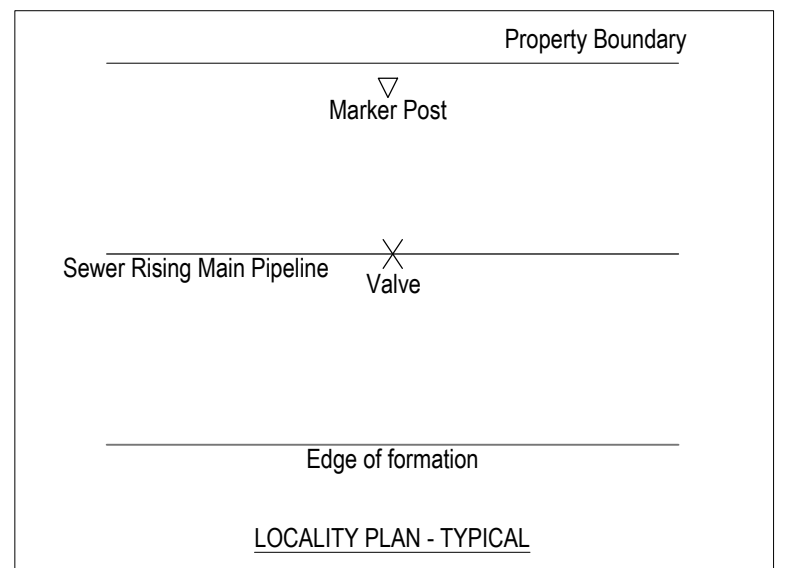 Property Boundary
Marker Post
Sewer Rising Main Pipeline
Valve
Edge of formation
LOCALITY PLAN - TYPICAL